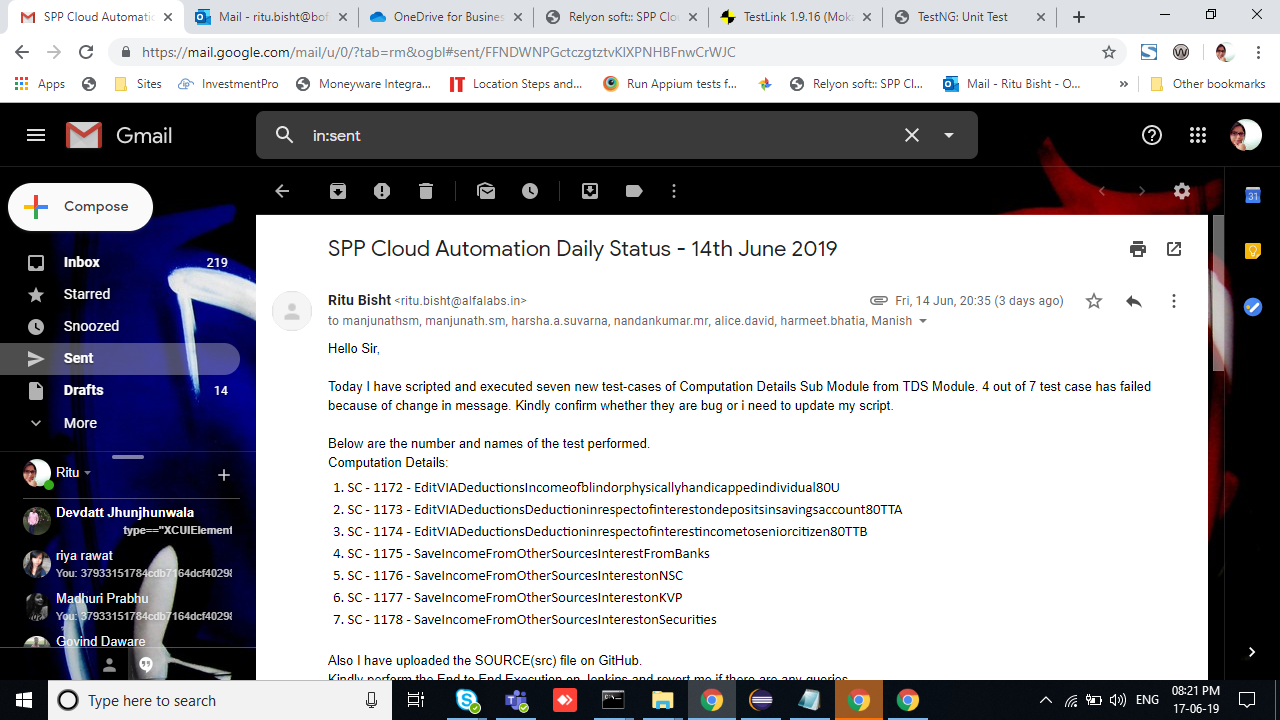 SPP Cloud Automatic
Mail - ritu.bisht@bof
OneDrive for Busines
Relyon soft:: SPP Clo
TestLink 1.9.16 (Moka
TestNG: Unit Test
https://mail.google.com/mail/u/0/?tab=rm&ogbl#sent/FFNDWNPGctczgtztvKlXPNHBFnwCrWJC
Apps
Sites
InvestmentPro
Moneyware Integra...
Location Steps and...
Run Appium tests f...
Relyon soft:: SPP Cl...
Mail - Ritu Bisht - O...
»
Other bookmarks
Gmail
in:sent
Compose
Inbox 219
Starred
Snoozed
Sent
Drafts 14
More
Ritu
Devdatt Jhunjhunwala
type=="XCUIElement
riya rawat
You: 37933151784cdb7164dcf40298
Madhuri Prabhu
You: 37933151784cdb7164dcf40298
Govind Daware
31
SPP Cloud Automation Daily Status - 14th June 2019
Ritu Bisht <ritu.bisht@alfalabs.in>
Fri, 14 Jun, 20:35 (3 days ago)
to manjunathsm, manjunath.sm, harsha.a.suvarna, nandankumar.mr, alice.david, harmeet.bhatia, Manish
Hello Sir,
Today I have scripted and executed seven new test-cases of Computation Details Sub Module from TDS Module. 4 out of 7 test case has failed
because of change in message. Kindly confirm whether they are bug or i need to update my script.
Below are the number and names of the test performed.
Computation Details:
1. SC - 1172 - EditVIADeductionsIncomeofblindorphysicallyhandicappedindividual80U
2. SC - 1173 - EditVIADeductionsDeductioninrespectofinterestondepositsinsavingsaccount80TTA
3. SC - 1174 - EditVIADeductionsDeductioninrespectofinterestincometoseniorcitizen80TTB
4. SC - 1175 - SaveIncomeFromOtherSourcesInterestFromBanks
5. SC - 1176 - SaveIncomeFromOtherSourcesInterestonNSC
6. SC - 1177 - SaveIncomeFromOtherSourcesInterestonKVP
7. SC - 1178 - SaveIncomeFromOtherSourcesInterestonSecurities
Also I have uploaded the SOURCE(src) file on GitHub.
Kindly perform the End to End Execution on Jenkins and revert me if there are any queries
Type here to search
ENG
08:21 PM
17-06-19